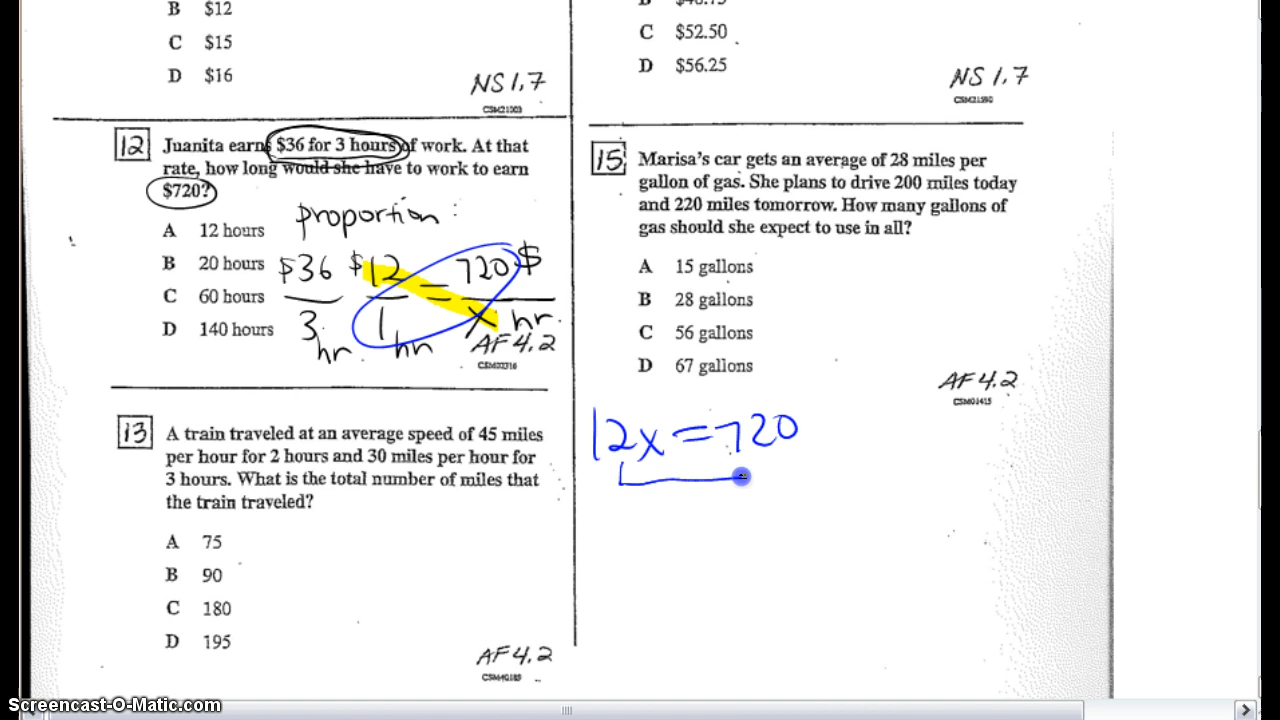 B $12
C $15
D $16
NS 1.7
CSM21003
12 Juanita earns $36 for 3 hours of work. At that
rate, how long would she have to work to earn
$720?
proportion:
A 12 hours
B 20 hours
C 60 hours
D 140 hours
$36 $12 = 720 $
3 hr 1 hr x hr.
AF 4.2
13 A train traveled at an average speed of 45 miles
per hour for 2 hours and 30 miles per hour for
3 hours. What is the total number of miles that
the train traveled?
A 75
B 90
C 180
D 195
AF 4.2
C $52.50
D $56.25
NS 1.7
15 Marisa's car gets an average of 28 miles per
gallon of gas. She plans to drive 200 miles today
and 220 miles tomorrow. How many gallons of
gas should she expect to use in all?
A 15 gallons
B 28 gallons
C 56 gallons
D 67 gallons
AF 4.2
CSM01415
12x = 720
Screencast-O-Matic.com